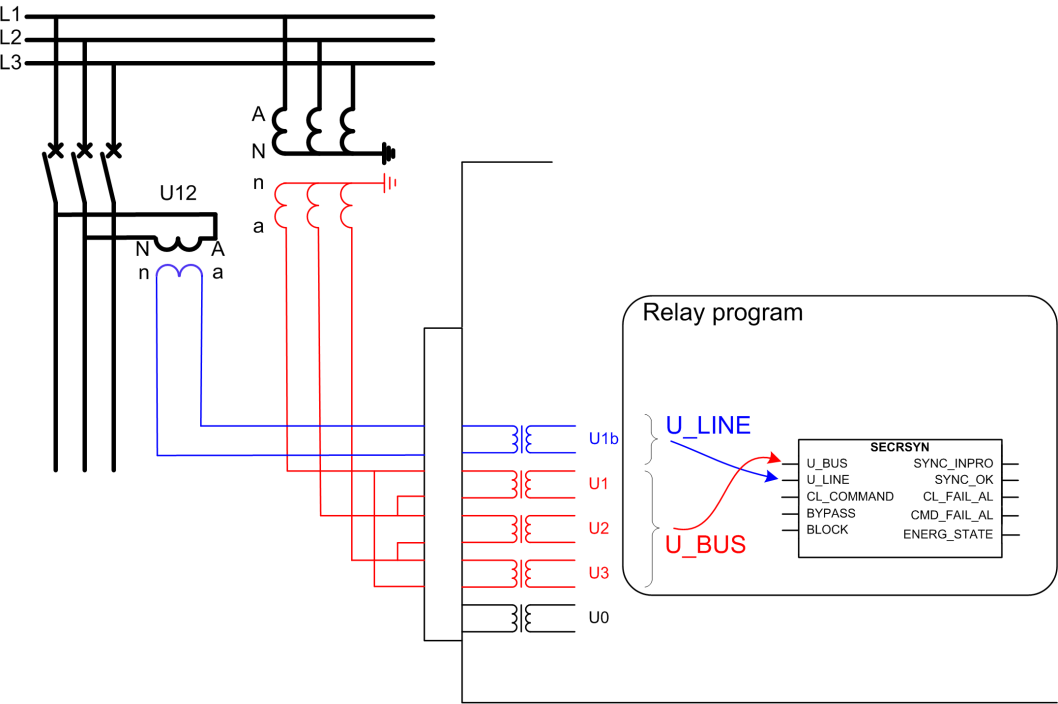 L1
L2
L3
A
N
n
a
U12
N
A
n
a
Relay program
U_LINE
U1b
U1
U2
U_BUS
U3
U0
SECRSYN
U_BUS
SYNC_INPRO
U_LINE
SYNC_OK
CL_COMMAND
CL_FAIL_AL
BYPASS
CMD_FAIL_AL
BLOCK
ENERG_STATE